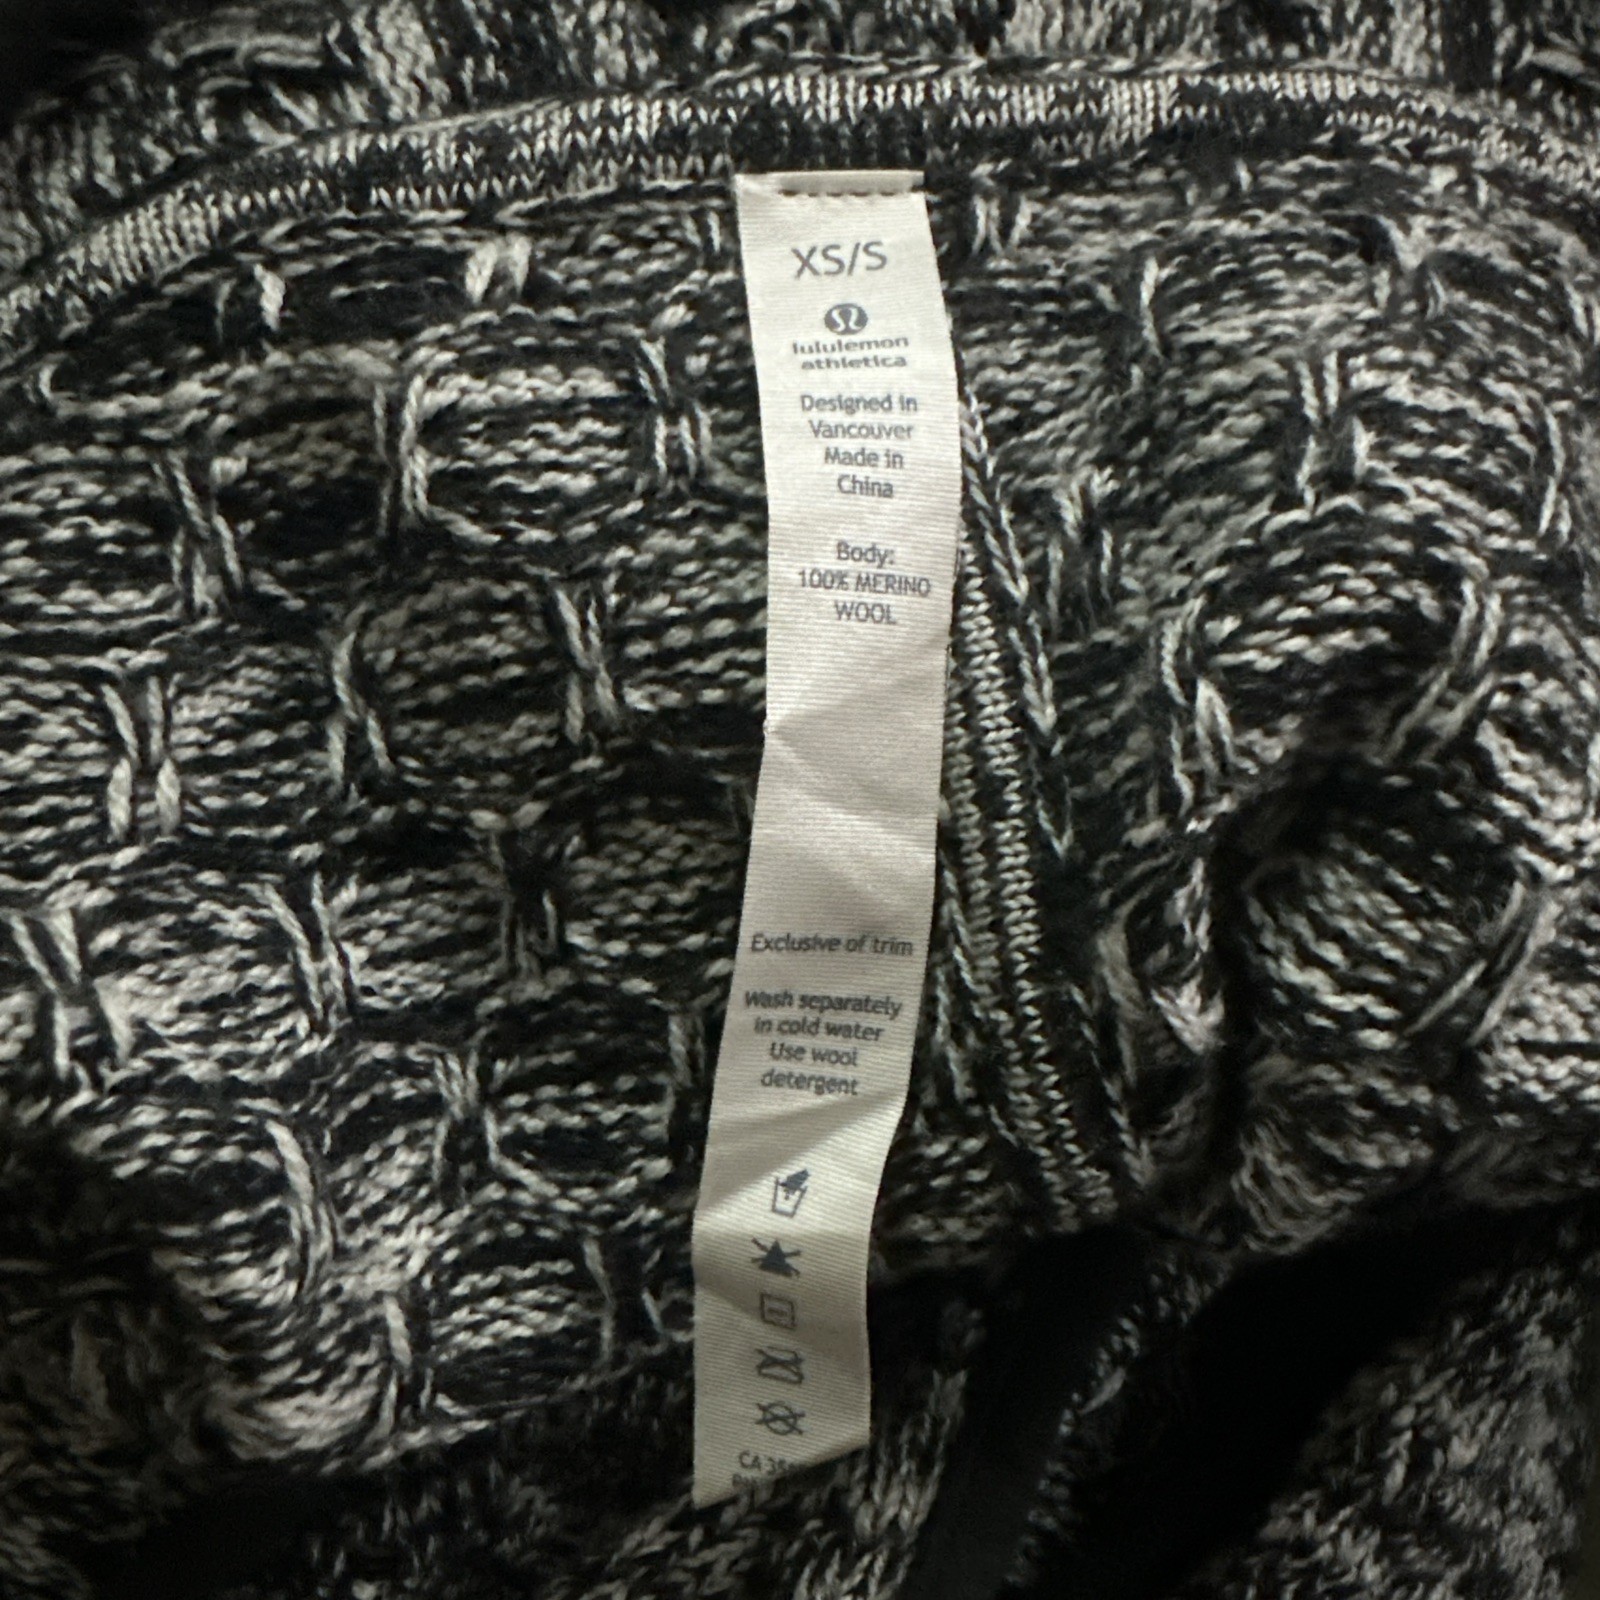 XS/S
lululemon
athletica
Designed in
Vancouver
Made in
China
Body:
100% MERINO
WOOL
Exclusive of trim
Wash separately
in cold water
Use wool
detergent
CA